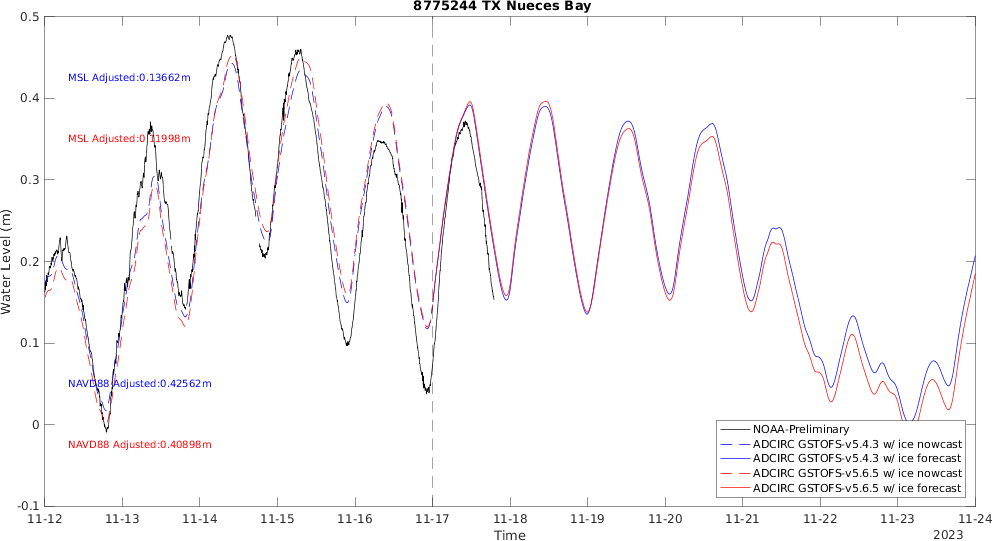 8775244 TX Nueces Bay
0.5
0.4
0.3
0.2
0.1
0
-0.1
Water Level (m)
MSL Adjusted:0.13662m
MSL Adjusted:0.11998m
NAVD88 Adjusted:0.42562m
NAVD88 Adjusted:0.40898m
NOAA-Preliminary
ADCIRC GSTOFS-v5.4.3 w/ ice nowcast
ADCIRC GSTOFS-v5.4.3 w/ ice forecast
ADCIRC GSTOFS-v5.6.5 w/ ice nowcast
ADCIRC GSTOFS-v5.6.5 w/ ice forecast
11-12 11-13 11-14 11-15 11-16 11-17 11-18 11-19 11-20 11-21 11-22 11-23 11-24
Time
2023